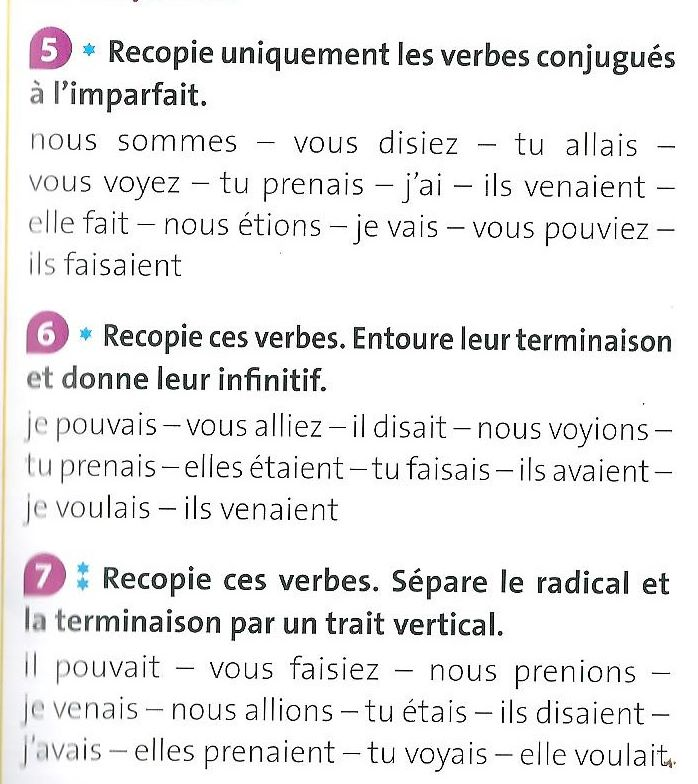 5 * Recopie uniquement les verbes conjugués
à l'imparfait.
nous sommes – vous disiez – tu allais –
vous voyez – tu prenais – j'ai – ils venaient –
elle fait – nous étions – je vais – vous pouviez –
ils faisaient
6 * Recopie ces verbes. Entoure leur terminaison
et donne leur infinitif.
je pouvais – vous alliez – il disait – nous voyions –
tu prenais – elles étaient – tu faisais – ils avaient –
je voulais – ils venaient
7 ** Recopie ces verbes. Sépare le radical et
la terminaison par un trait vertical.
il pouvait – vous faisiez – nous prenions –
je venais – nous allions – tu étais – ils disaient –
j'avais – elles prenaient – tu voyais – elle voulait.